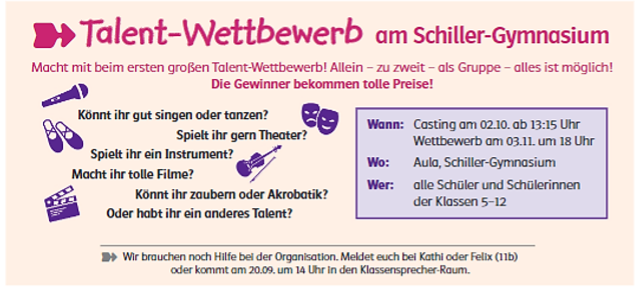 Talent-Wettbewerb am Schiller-Gymnasium
Macht mit beim ersten großen Talent-Wettbewerb! Allein – zu zweit – als Gruppe – alles ist möglich!
Die Gewinner bekommen tolle Preise!
Könnt ihr gut singen oder tanzen?
Spielt ihr gern Theater?
Spielt ihr ein Instrument?
Macht ihr tolle Filme?
Könnt ihr zaubern oder Akrobatik?
Oder habt ihr ein anderes Talent?
Wann: Casting am 02.10. ab 13:15 Uhr
Wettbewerb am 03.11. um 18 Uhr
Wo: Aula, Schiller-Gymnasium
Wer: alle Schüler und Schülerinnen
der Klassen 5–12
Wir brauchen noch Hilfe bei der Organisation. Meldet euch bei Kathi oder Felix (11b)
oder kommt am 20.09. um 14 Uhr in den Klassensprecher-Raum.